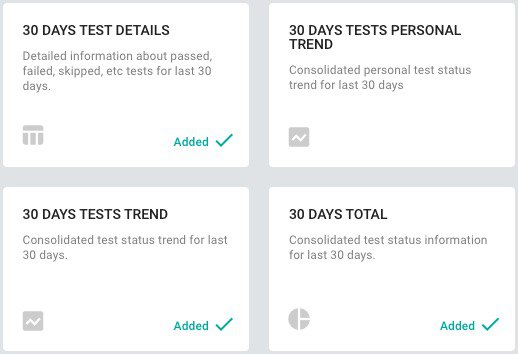 30 DAYS TEST DETAILS
Detailed information about passed,
failed, skipped, etc tests for last 30
days.
Added
30 DAYS TESTS PERSONAL
TREND
Consolidated personal test status
trend for last 30 days
30 DAYS TESTS TREND
Consolidated test status trend for last
30 days.
Added
30 DAYS TOTAL
Consolidated test status information
for last 30 days.
Added